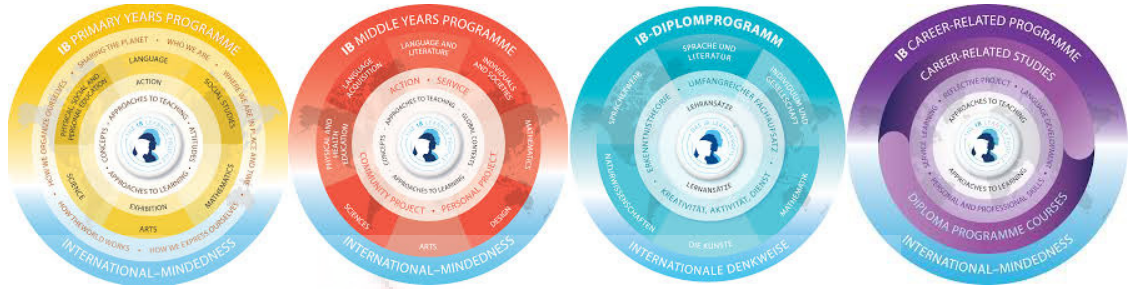 IB PRIMARY YEARS PROGRAMME
SHARING THE PLANET • WHO WE ARE • WHERE WE ARE IN PLACE AND TIME
HOW WE ORGANIZE OURSELVES • HOW THE WORLD WORKS • HOW WE EXPRESS OURSELVES
LANGUAGE
SOCIAL STUDIES
MATHEMATICS
ARTS
SCIENCE
PHYSICAL, SOCIAL AND PERSONAL EDUCATION
ACTION
ATTITUDES
EXHIBITION
CONCEPTS
APPROACHES TO TEACHING
APPROACHES TO LEARNING
THE IB LEARNER
INTERNATIONAL-MINDEDNESS
IB MIDDLE YEARS PROGRAMME
LANGUAGE AND LITERATURE
INDIVIDUALS AND SOCIETIES
MATHEMATICS
DESIGN
ARTS
SCIENCES
PHYSICAL AND HEALTH EDUCATION
LANGUAGE ACQUISITION
ACTION • SERVICE
COMMUNITY PROJECT • PERSONAL PROJECT
APPROACHES TO TEACHING
GLOBAL CONTEXTS
APPROACHES TO LEARNING
CONCEPTS
THE IB LEARNER
INTERNATIONAL-MINDEDNESS
IB-DIPLOMPROGRAMM
SPRACHE UND LITERATUR
INDIVIDUUM UND GESELLSCHAFT
MATHEMATIK
DIE KÜNSTE
NATURWISSENSCHAFTEN
SPRACHERWERB
ERKENNTNISTHEORIE • UMFANGREICHER FACHAUFSATZ
KREATIVITÄT, AKTIVITÄT, DIENST
LEHRANSÄTZE
LERNANSÄTZE
INTERNATIONALE DENKWEISE
IB CAREER-RELATED PROGRAMME
CAREER-RELATED STUDIES
SERVICE LEARNING • REFLECTIVE PROJECT • LANGUAGE DEVELOPMENT
PERSONAL AND PROFESSIONAL SKILLS
APPROACHES TO TEACHING
APPROACHES TO LEARNING
DIPLOMA PROGRAMME COURSES
INTERNATIONAL-MINDEDNESS